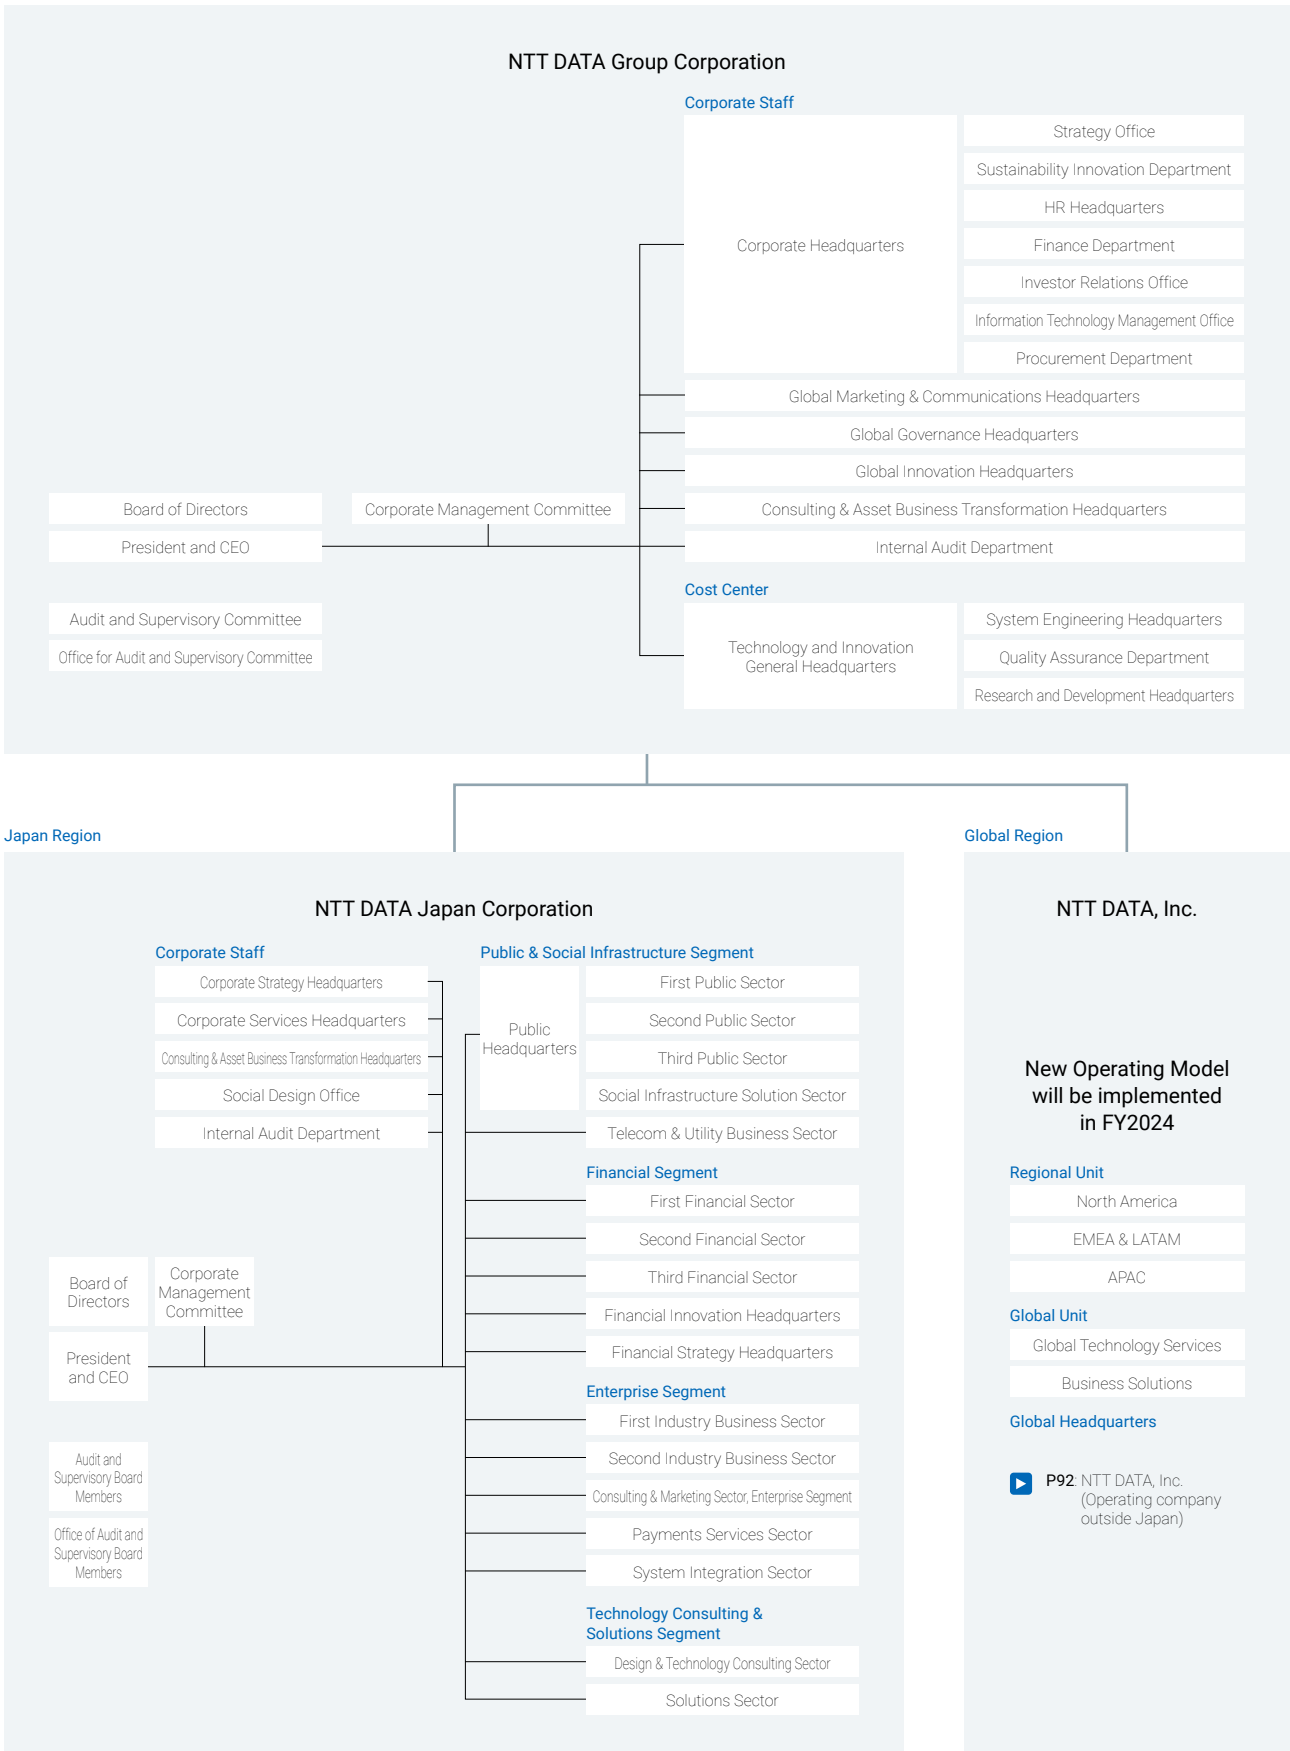 NTT DATA Group Corporation
Corporate Staff
Corporate Headquarters
Strategy Office
Sustainability Innovation Department
HR Headquarters
Finance Department
Investor Relations Office
Information Technology Management Office
Procurement Department
Global Marketing & Communications Headquarters
Global Governance Headquarters
Global Innovation Headquarters
Consulting & Asset Business Transformation Headquarters
Internal Audit Department
Board of Directors
Corporate Management Committee
President and CEO
Audit and Supervisory Committee
Office for Audit and Supervisory Committee
Cost Center
Technology and Innovation
General Headquarters
System Engineering Headquarters
Quality Assurance Department
Research and Development Headquarters
Japan Region
NTT DATA Japan Corporation
Corporate Staff
Corporate Strategy Headquarters
Corporate Services Headquarters
Consulting & Asset Business Transformation Headquarters
Social Design Office
Internal Audit Department
Board of
Directors
Corporate
Management
Committee
President
and CEO
Audit and
Supervisory Board
Members
Office of Audit and
Supervisory Board
Members
Public & Social Infrastructure Segment
Public
Headquarters
First Public Sector
Second Public Sector
Third Public Sector
Social Infrastructure Solution Sector
Telecom & Utility Business Sector
Financial Segment
First Financial Sector
Second Financial Sector
Third Financial Sector
Financial Innovation Headquarters
Financial Strategy Headquarters
Enterprise Segment
First Industry Business Sector
Second Industry Business Sector
Consulting & Marketing Sector, Enterprise Segment
Payments Services Sector
System Integration Sector
Technology Consulting &
Solutions Segment
Design & Technology Consulting Sector
Solutions Sector
Global Region
NTT DATA, Inc.
New Operating Model
will be implemented
in FY2024
Regional Unit
North America
EMEA & LATAM
APAC
Global Unit
Global Technology Services
Business Solutions
Global Headquarters
P92: NTT DATA, Inc.
(Operating company
outside Japan)